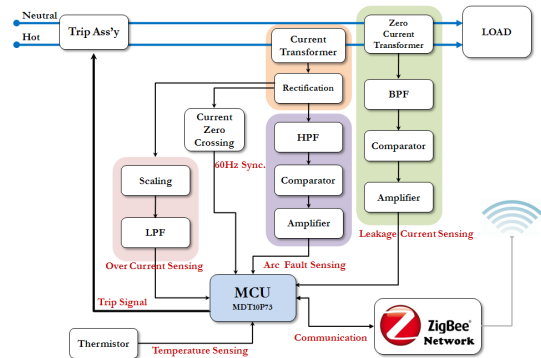 Neutral
Hot
Trip Ass'y
Current
Transformer
Zero
Current
Transformer
LOAD
Rectification
BPF
Current
Zero
Crossing
HPF
60Hz Sync.
Comparator
Comparator
Scaling
Amplifier
Amplifier
LPF
Leakage Current Sensing
Over Current Sensing
Arc Fault Sensing
MCU
MDT10P73
Trip Signal
Communication
ZigBee®
Network
Thermistor
Temperature Sensing